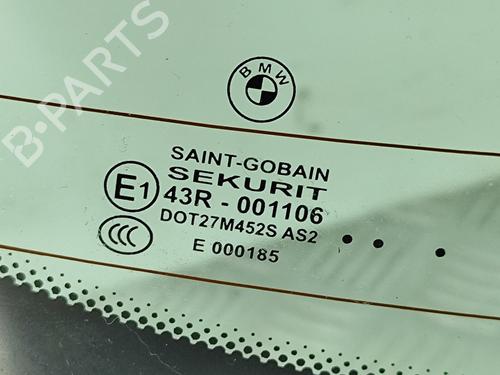 B-PARTS
BMW
SAINT-GOBAIN
SEKURIT
E1
43R - 001106
DOT27M452S AS2
CCC
E 000185